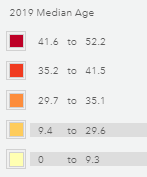 2019 Median Age
41.6 to 52.2
35.2 to 41.5
29.7 to 35.1
9.4 to 29.6
0 to 9.3